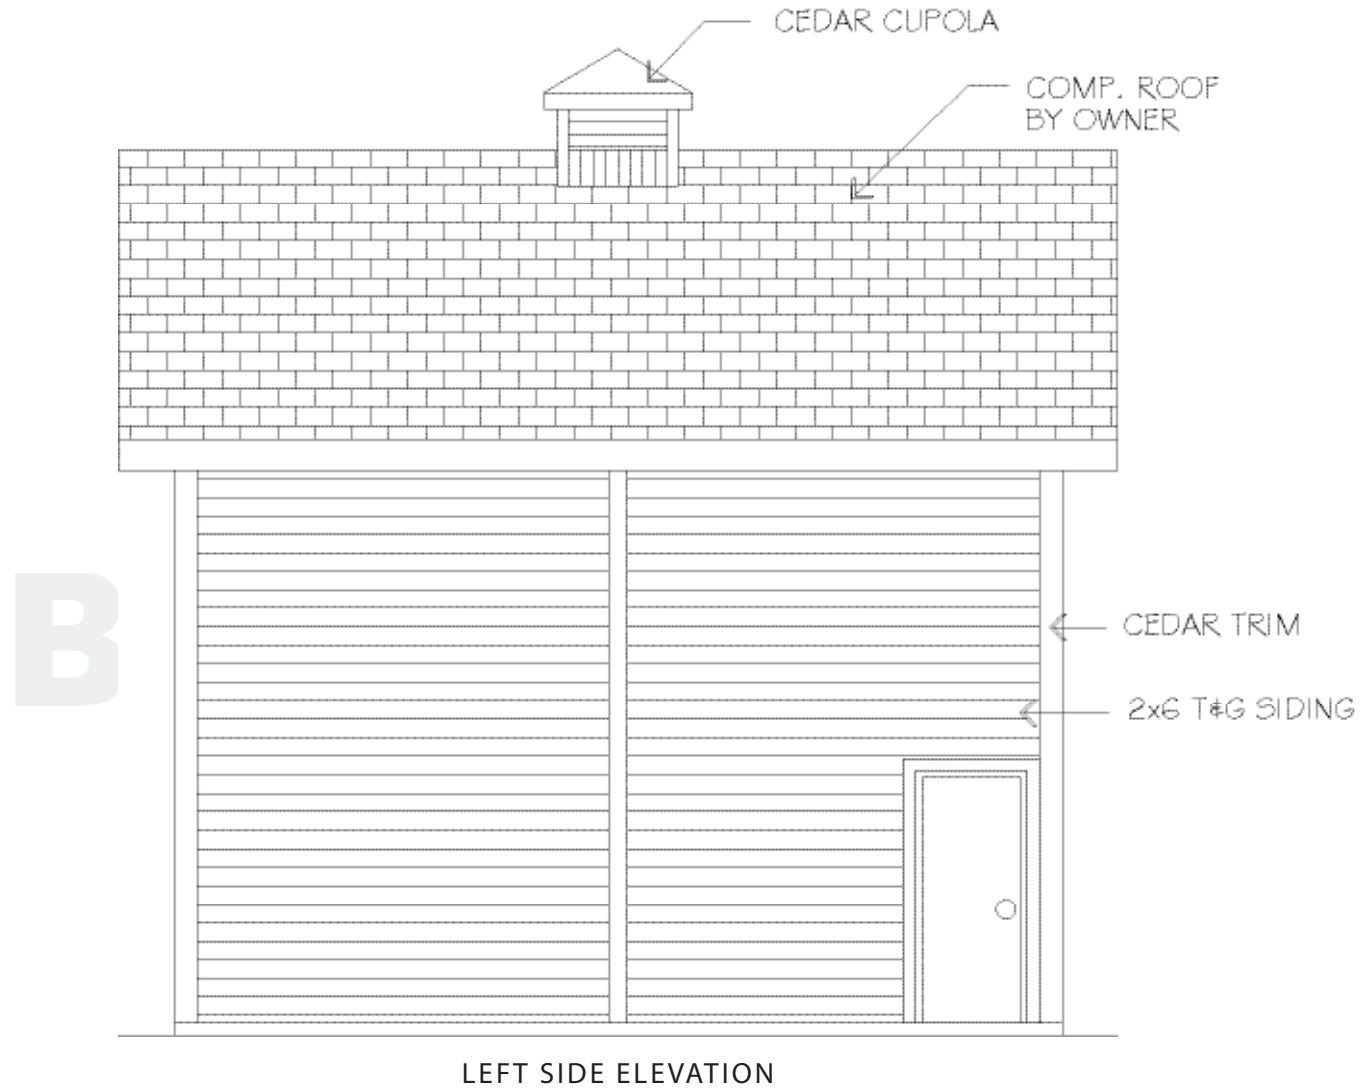 CEDAR CUPOLA
COMP. ROOF
BY OWNER
B
CEDAR TRIM
2x6 T&G SIDING
LEFT SIDE ELEVATION